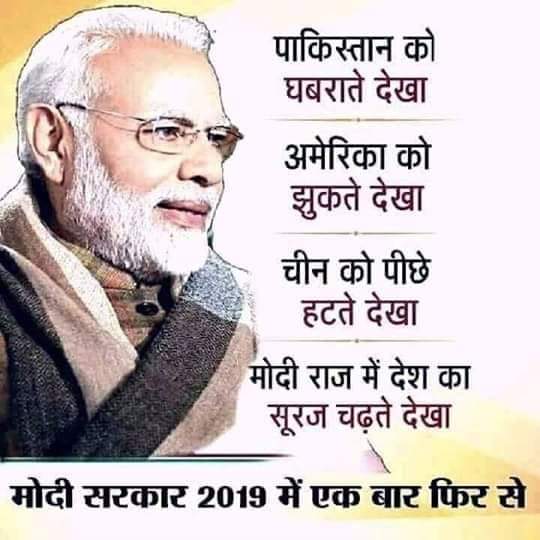 पाकिस्तान को
घबराते देखा
अमेरिका को
झुकते देखा
चीन को पीछे
हटते देखा
मोदी राज में देश का
सूरज चढ़ते देखा
मोदी सरकार 2019 में एक बार फिर से